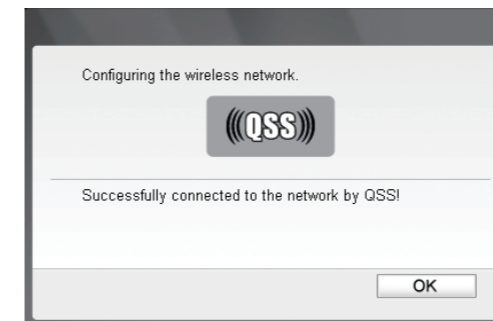 Configuring the wireless network.
(((QSS)))
Successfully connected to the network by QSS!
OK